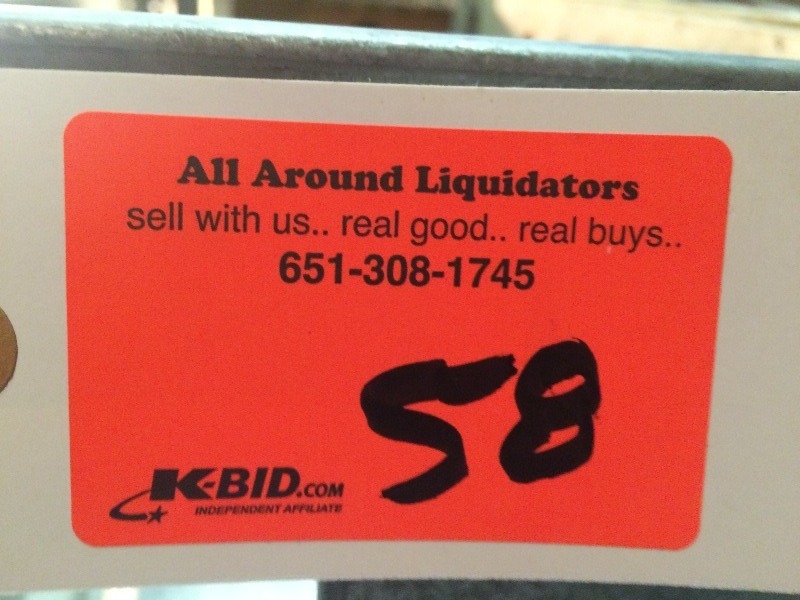 All Around Liquidators
sell with us.. real good.. real buys..
651-308-1745
58
K-BID.COM
INDEPENDENT AFFILIATE